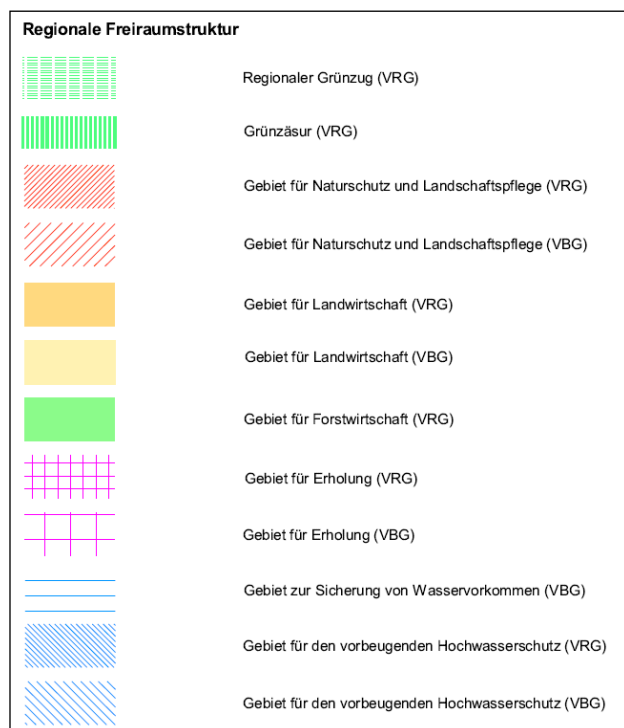 Regionale Freiraumstruktur
Regionaler Grünzug (VRG)
Grünzäsur (VRG)
Gebiet für Naturschutz und Landschaftspflege (VRG)
Gebiet für Naturschutz und Landschaftspflege (VBG)
Gebiet für Landwirtschaft (VRG)
Gebiet für Landwirtschaft (VBG)
Gebiet für Forstwirtschaft (VRG)
Gebiet für Erholung (VRG)
Gebiet für Erholung (VBG)
Gebiet zur Sicherung von Wasservorkommen (VBG)
Gebiet für den vorbeugenden Hochwasserschutz (VRG)
Gebiet für den vorbeugenden Hochwasserschutz (VBG)